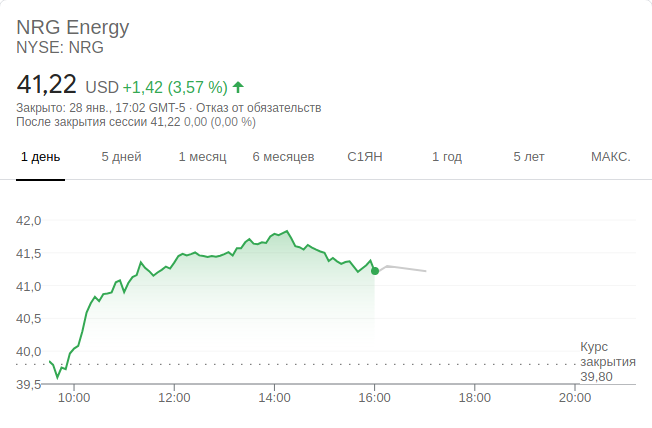 NRG Energy
NYSE: NRG
41,22 USD +1,42 (3,57 %)
Закрыто: 28 янв., 17:02 GMT-5 · Отказ от обязательств
После закрытия сессии 41,22 0,00 (0,00 %)
1 день 5 дней 1 месяц 6 месяцев С1ЯН 1 год 5 лет МАКС.
42,0
41,5
41,0
40,5
40,0
39,5
Курс
закрытия
39,80
10:00 12:00 14:00 16:00 18:00 20:00